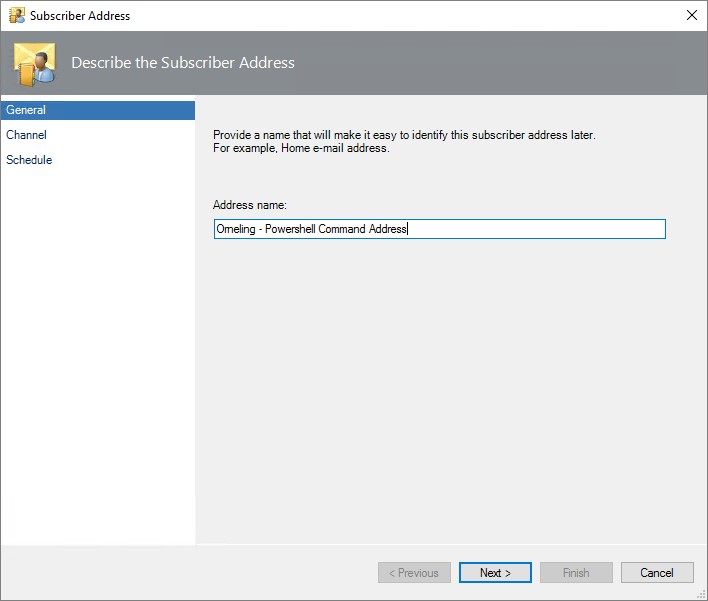 Subscriber Address
Describe the Subscriber Address
General
Channel
Schedule
Provide a name that will make it easy to identify this subscriber address later.
For example, Home e-mail address.
Address name:
Omeling - Powershell Command Address
< Previous
Next >
Finish
Cancel